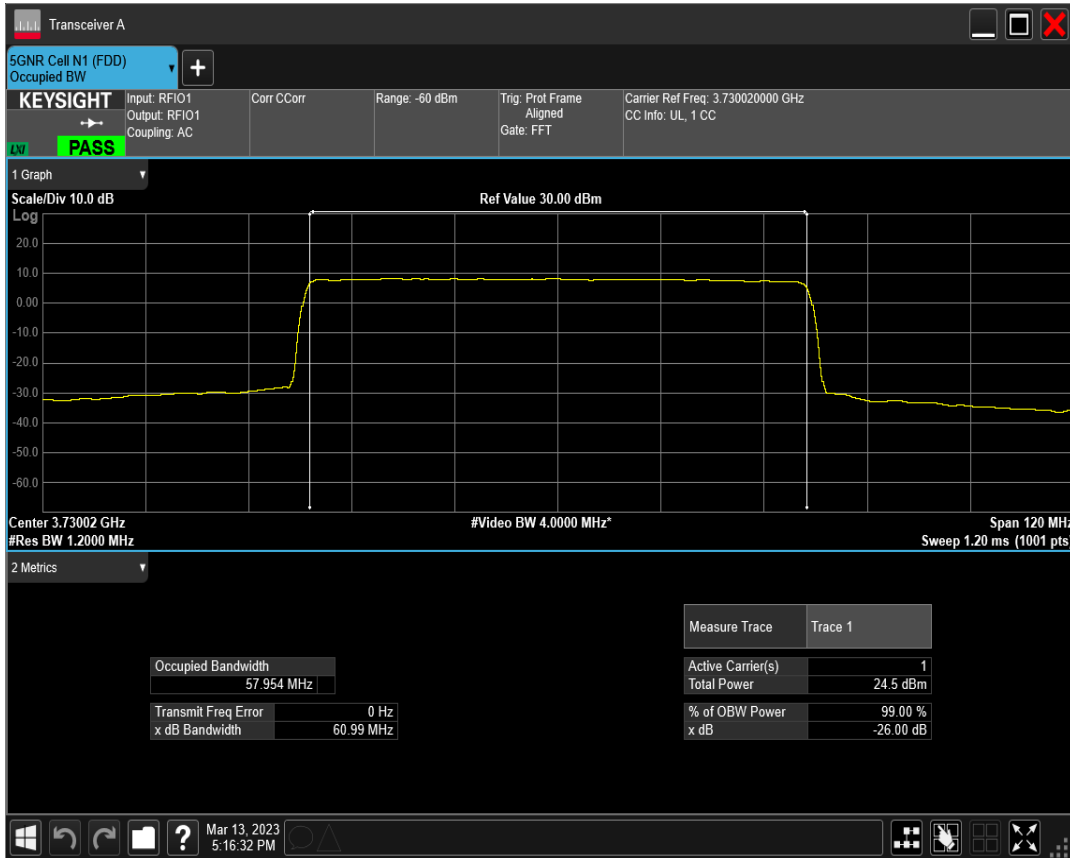 Transceiver A
5GNR Cell N1 (FDD)
Occupied BW
+
KEYSIGHT
LXI
PASS
Input: RFIO1
Output: RFIO1
Coupling: AC
Corr CCorr
Range: -60 dBm
Trig: Prot Frame
Aligned
Gate: FFT
Carrier Ref Freq: 3.730020000 GHz
CC Info: UL, 1 CC
1 Graph
Scale/Div 10.0 dB
Ref Value 30.00 dBm
Log
20.0
10.0
0.00
-10.0
-20.0
-30.0
-40.0
-50.0
-60.0
Center 3.73002 GHz
#Video BW 4.0000 MHz*
Span 120 MHz
#Res BW 1.2000 MHz
Sweep 1.20 ms (1001 pts)
2 Metrics
Measure Trace Trace 1
Occupied Bandwidth
57.954 MHz
Active Carrier(s) 1
Total Power 24.5 dBm
Transmit Freq Error 0 Hz
x dB Bandwidth 60.99 MHz
% of OBW Power 99.00 %
x dB -26.00 dB
?
Mar 13, 2023
5:16:32 PM